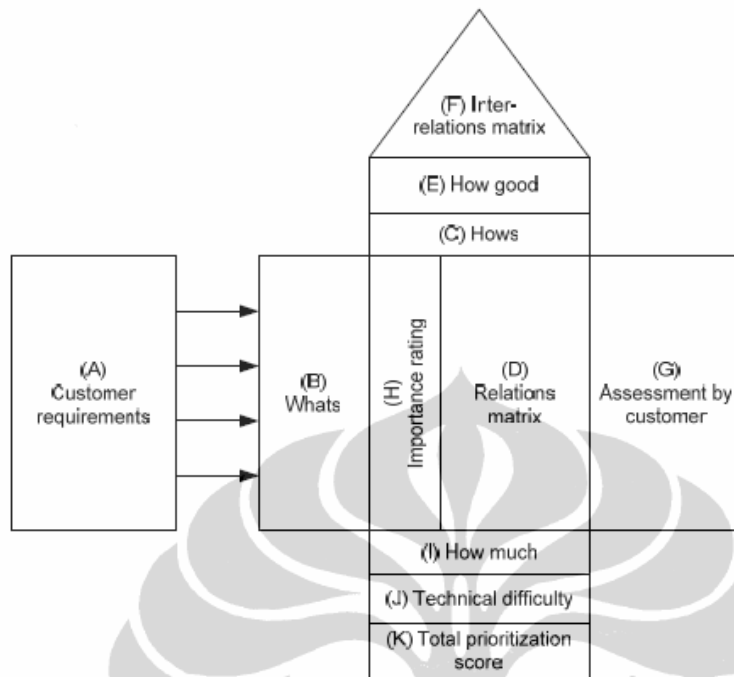 (F) Inter-
relations matrix
(E) How good
(C) Hows
(A)
Customer
requirements
(B)
Whats
(H)
Importance rating
(D)
Relations
matrix
(G)
Assessment by
customer
(I) How much
(J) Technical difficulty
(K) Total prioritization
score